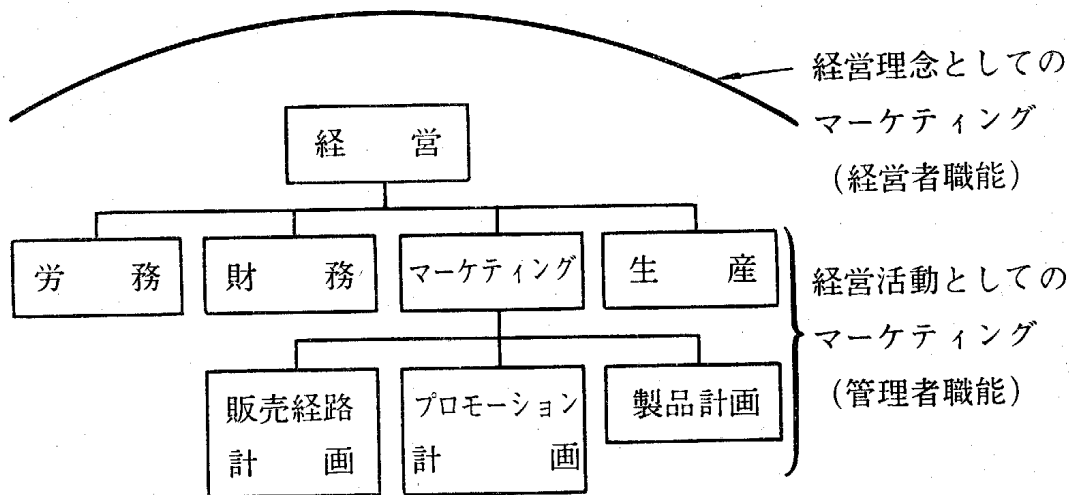 経営理念としての
マーケティング
(経営者職能)
経営
労務
財務
マーケティング
生産
経営活動としての
マーケティング
(管理者職能)
販売経路
計画
プロモーション
計画
製品計画